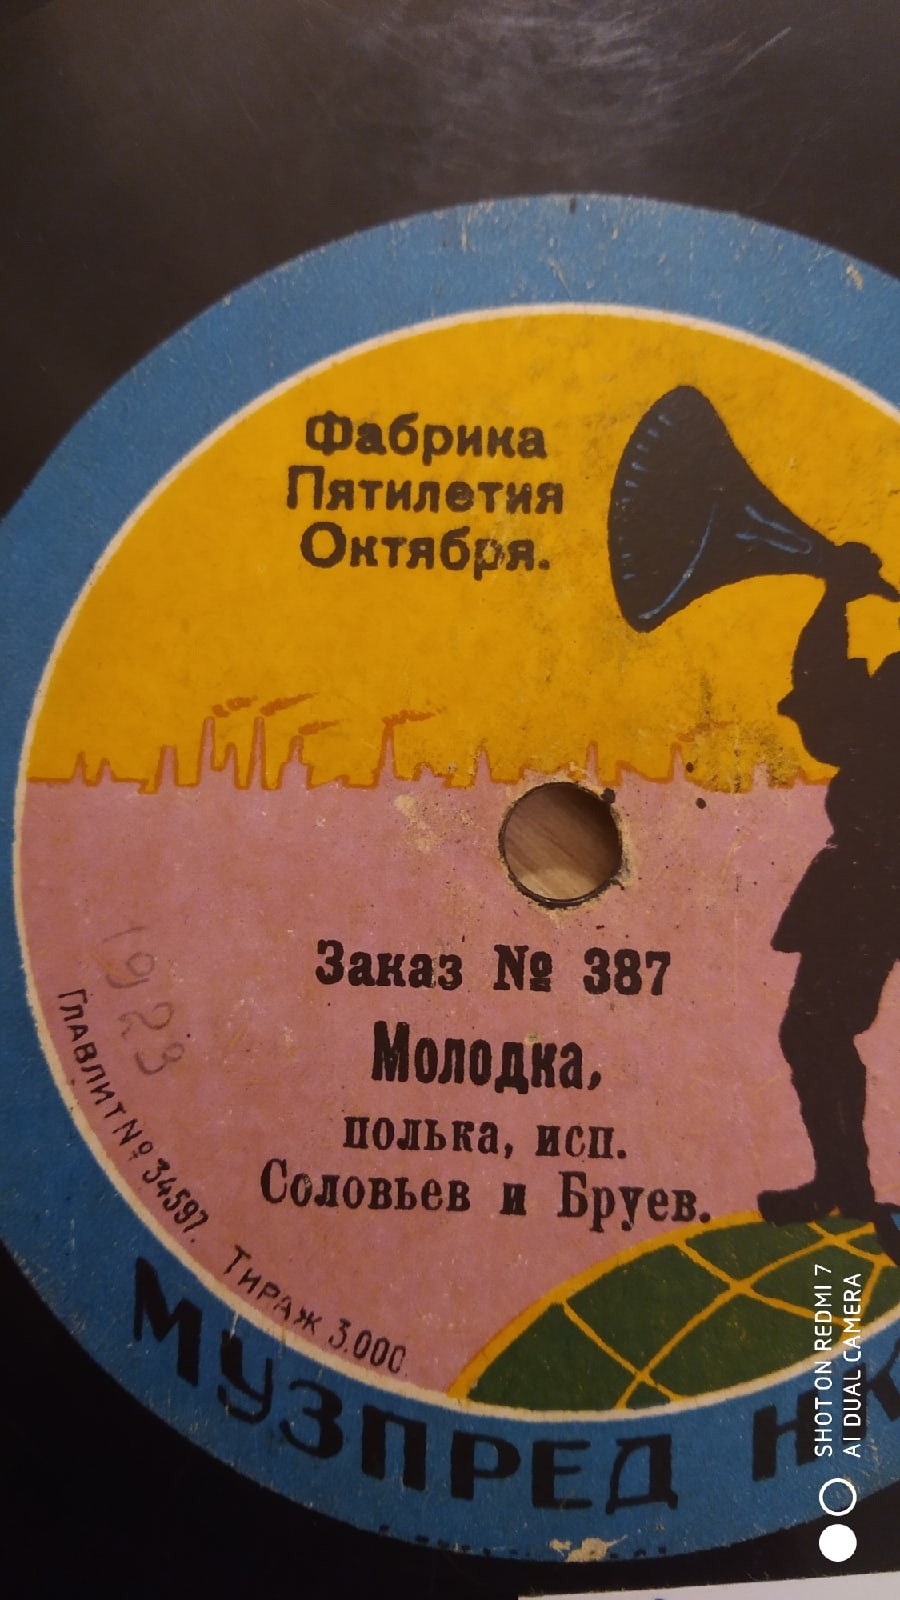 Фабрика
Пятилетия
Октября.
Заказ № 387
Молодка,
полька, исп.
Соловьев и Бруев.
1923
Главлит № 34597. Тираж 3.000
МУЗПРЕД НК
SHOT ON REDMI 7
AI DUAL CAMERA